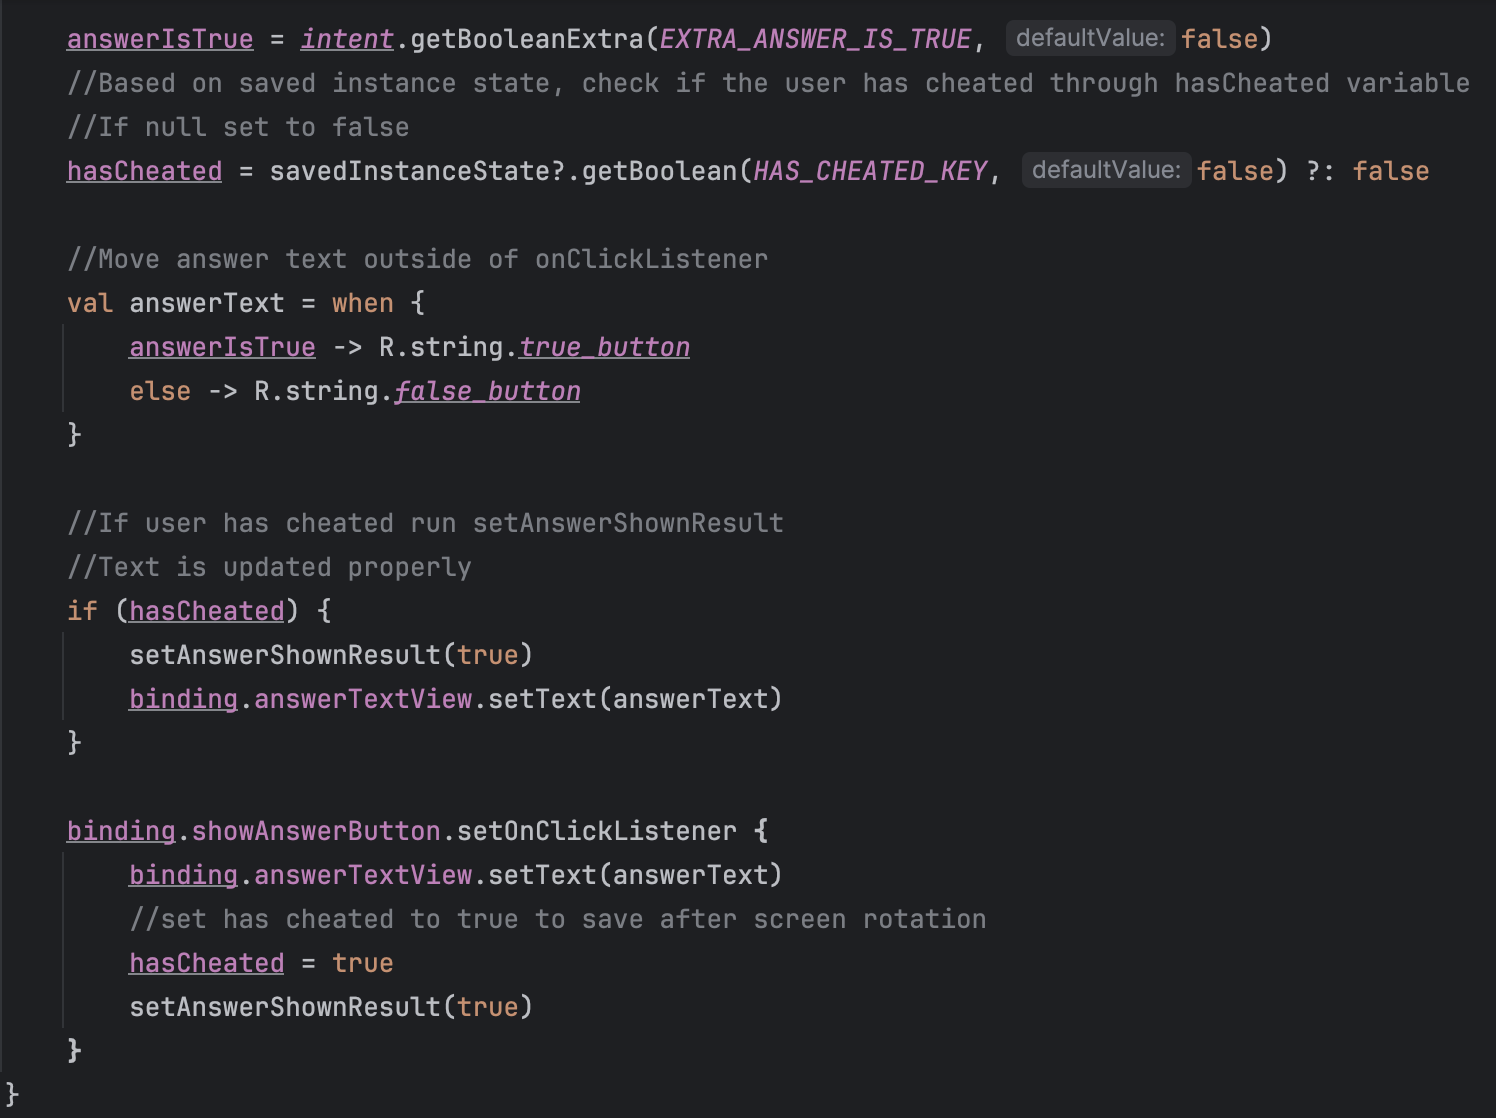 answerIsTrue = intent.getBooleanExtra(EXTRA_ANSWER_IS_TRUE, defaultValue: false)
//Based on saved instance state, check if the user has cheated through hasCheated variable
//If null set to false
hasCheated = savedInstanceState?.getBoolean(HAS_CHEATED_KEY, defaultValue: false) ?: false
//Move answer text outside of onClickListener
val answerText = when {
answerIsTrue -> R.string.true_button
else -> R.string.false_button
}
//If user has cheated run setAnswerShownResult
//Text is updated properly
if (hasCheated) {
setAnswerShownResult(true)
binding.answerTextView.setText(answerText)
}
binding.showAnswerButton.setOnClickListener {
binding.answerTextView.setText(answerText)
//set has cheated to true to save after screen rotation
hasCheated = true
setAnswerShownResult(true)
}
}